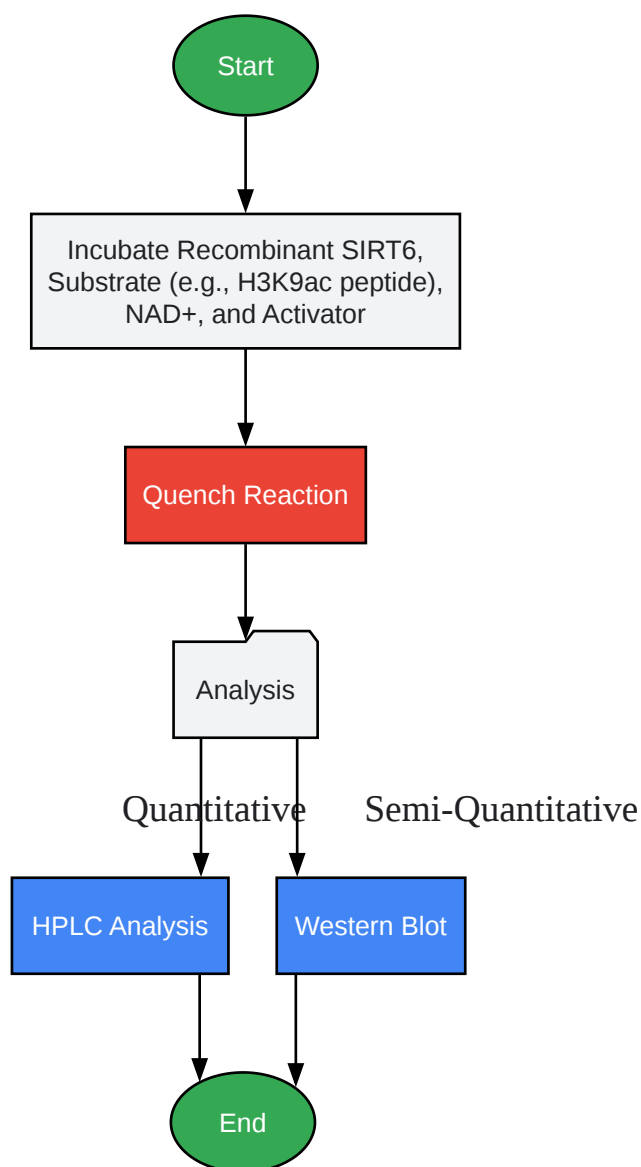 Start
Incubate Recombinant SIRT6,
Substrate (e.g., H3K9ac peptide),
NAD+, and Activator
Quench Reaction
Analysis
Quantitative
Semi-Quantitative
HPLC Analysis
Western Blot
End